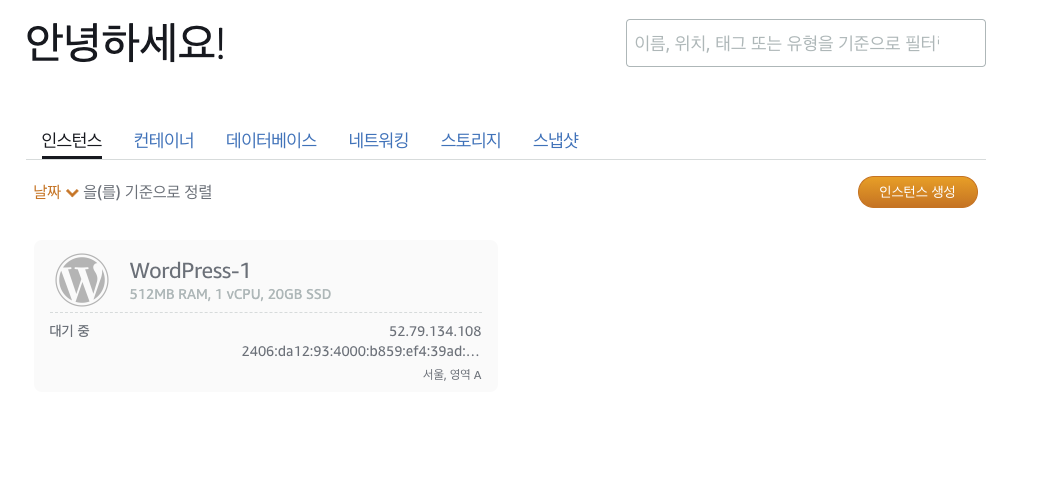 안녕하세요!
이름, 위치, 태그 또는 유형을 기준으로
인스턴스 컨테이너 데이터베이스 네트워킹 스토리지 스냅샷
날짜 을(를) 기준으로 정렬
인스턴스 생성
WordPress-1
512MB RAM, 1 vCPU, 20GB SSD
대기 중
52.79.134.108
2406:da12:93:4000:b859:ef4:39ad:...
서울, 영역 A